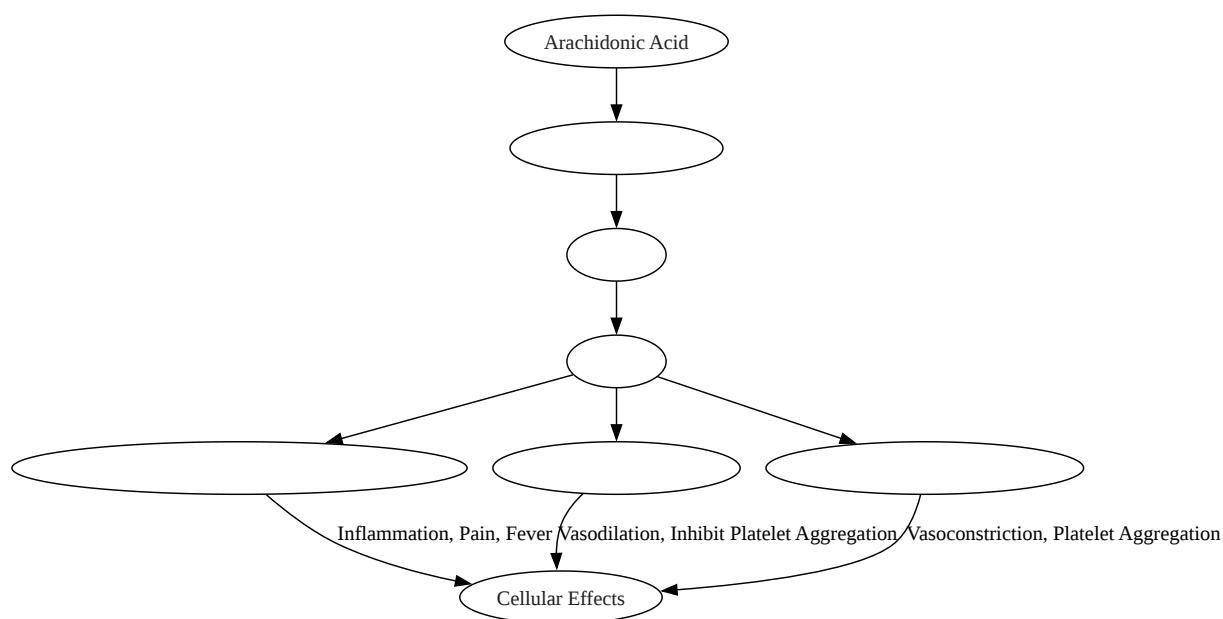 Arachidonic Acid
Inflammation, Pain, Fever
Vasodilation, Inhibit Platelet Aggregation
Vasoconstriction, Platelet Aggregation
Cellular Effects